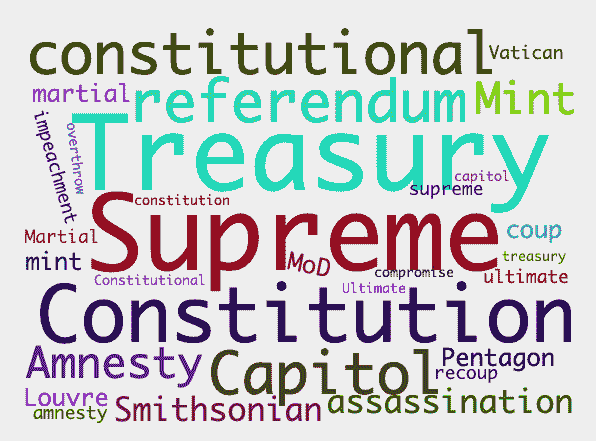 constitutional Vatican
martial referendum Mint
impeachment overthrow Treasury
capitol
supreme
constitution
Supreme
coup
Martial
mint MoD treasury
compromise
Constitutional Ultimate ultimate
Constitution
Amnesty Capitol Pentagon
recoup
Louvre
amnesty Smithsonian assassination